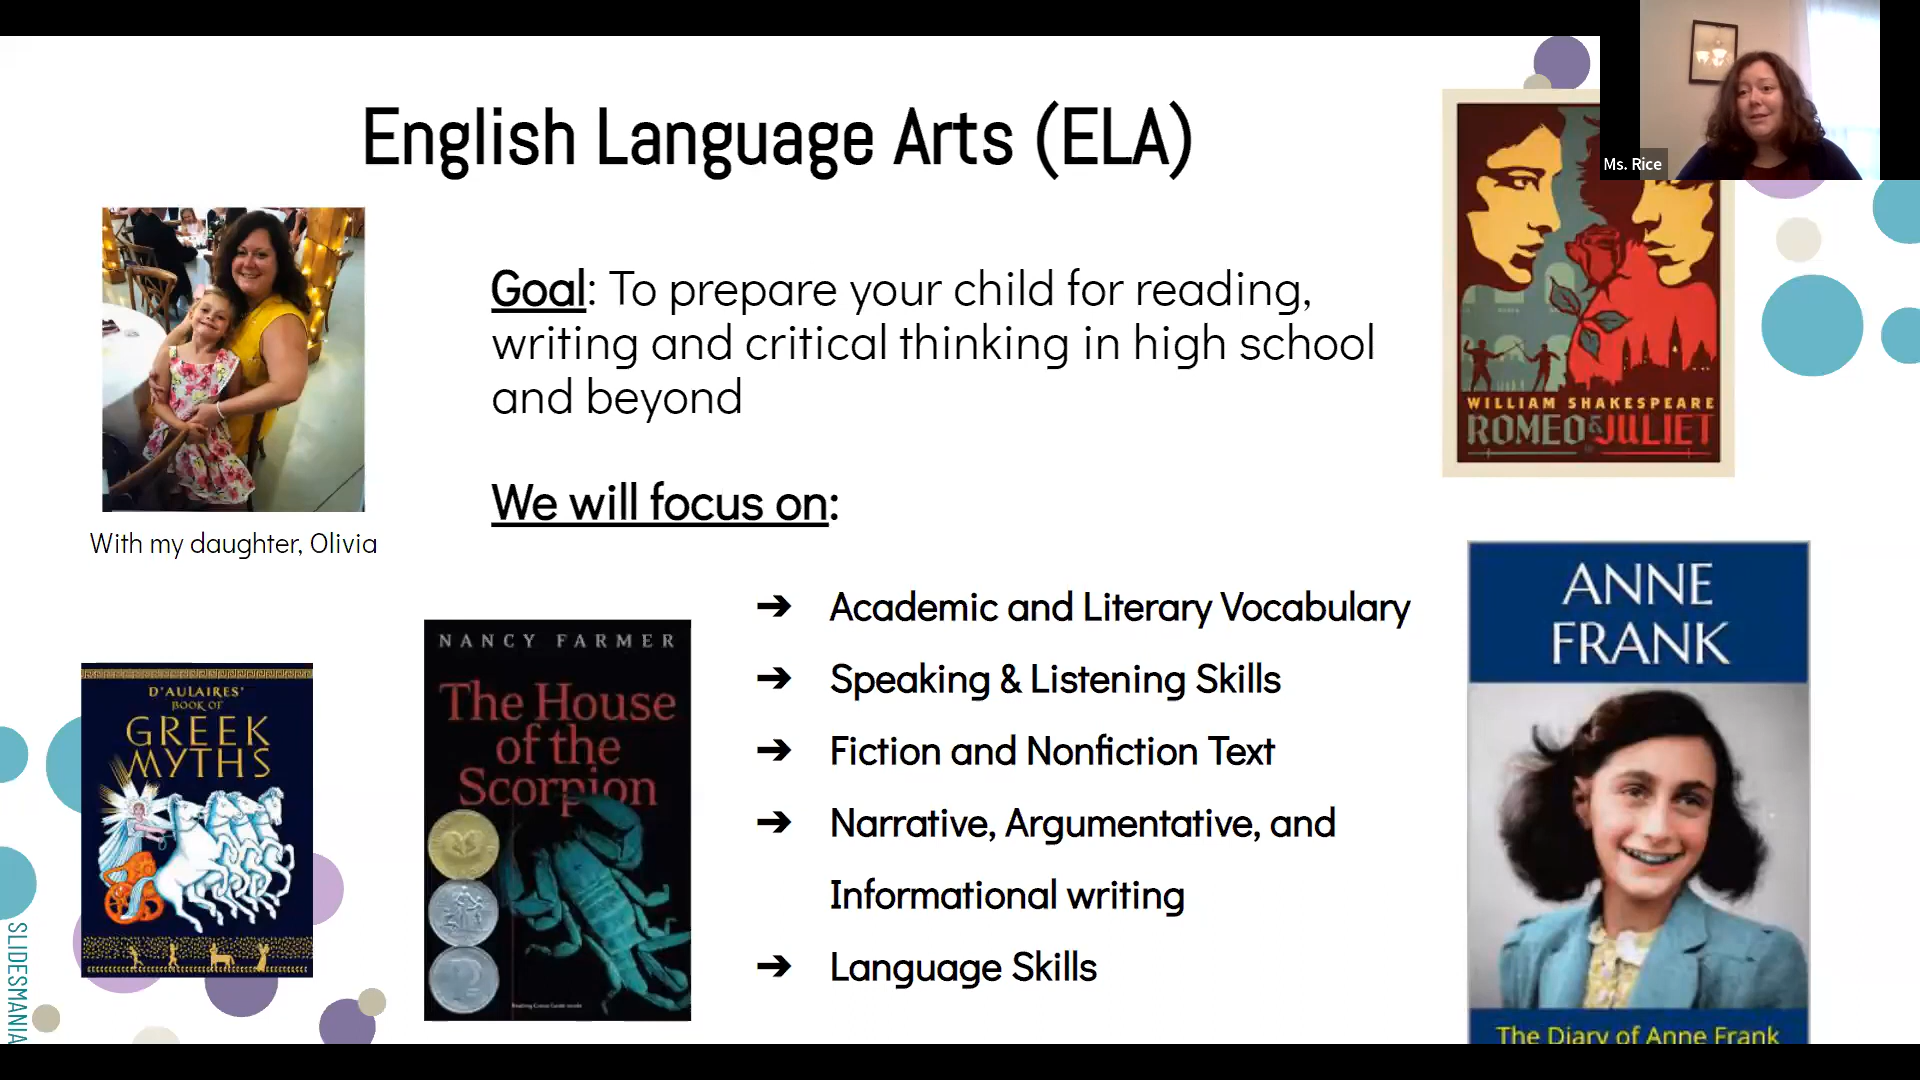 English Language Arts (ELA)
Ms. Rice
Goal: To prepare your child for reading,
writing and critical thinking in high school
and beyond
We will focus on:
➔ Academic and Literary Vocabulary
➔ Speaking & Listening Skills
➔ Fiction and Nonfiction Text
➔ Narrative, Argumentative, and
Informational writing
➔ Language Skills
With my daughter, Olivia
WILLIAM SHAKESPEARE
ROMEO & JULIET
D'AULAIRES'
BOOK OF
GREEK
MYTHS
NANCY FARMER
The House
of the
Scorpion
ANNE
FRANK
The Diary of Anne Frank
SLIDESMANIA